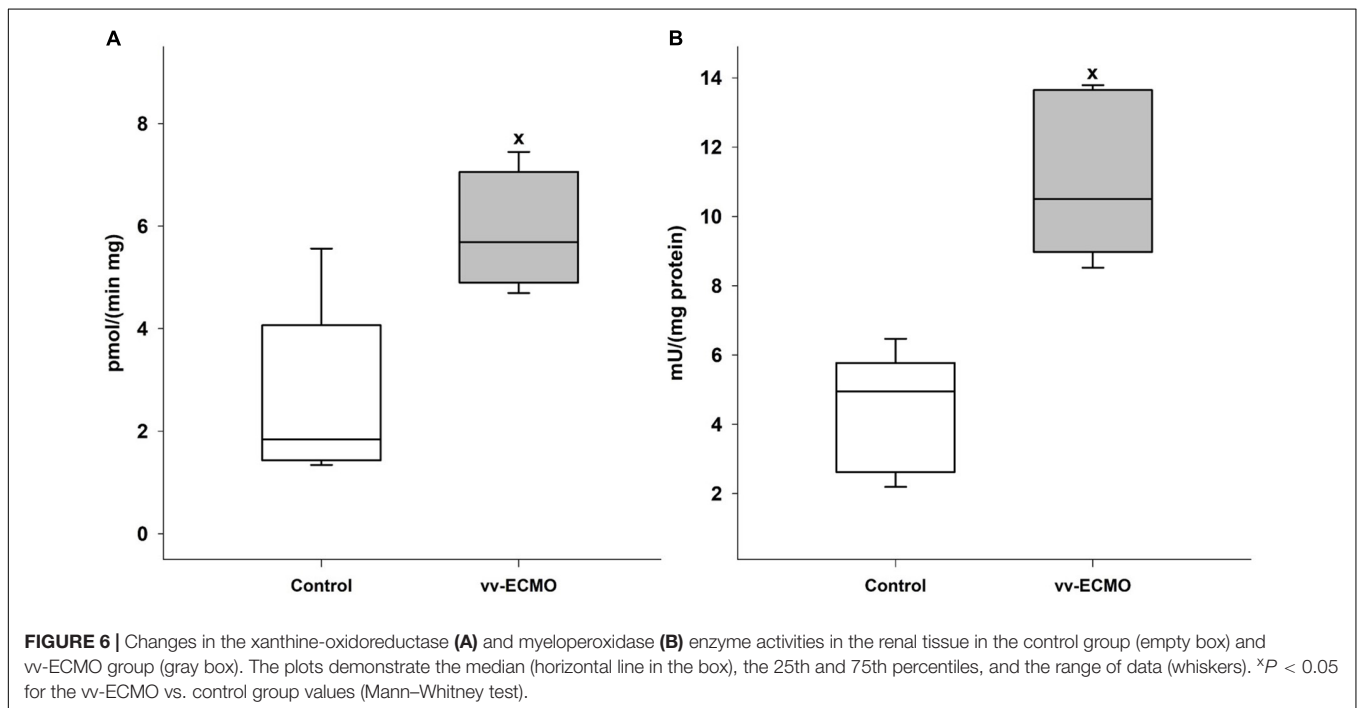 A
B
x
x
8
6
4
2
0
pmol/(min mg)
Control
vv-ECMO
14
12
10
8
6
4
2
mU/(mg protein)
Control
vv-ECMO
FIGURE 6 | Changes in the xanthine-oxidoreductase (A) and myeloperoxidase (B) enzyme activities in the renal tissue in the control group (empty box) and
vv-ECMO group (gray box). The plots demonstrate the median (horizontal line in the box), the 25th and 75th percentiles, and the range of data (whiskers). ˣP < 0.05
for the vv-ECMO vs. control group values (Mann–Whitney test).